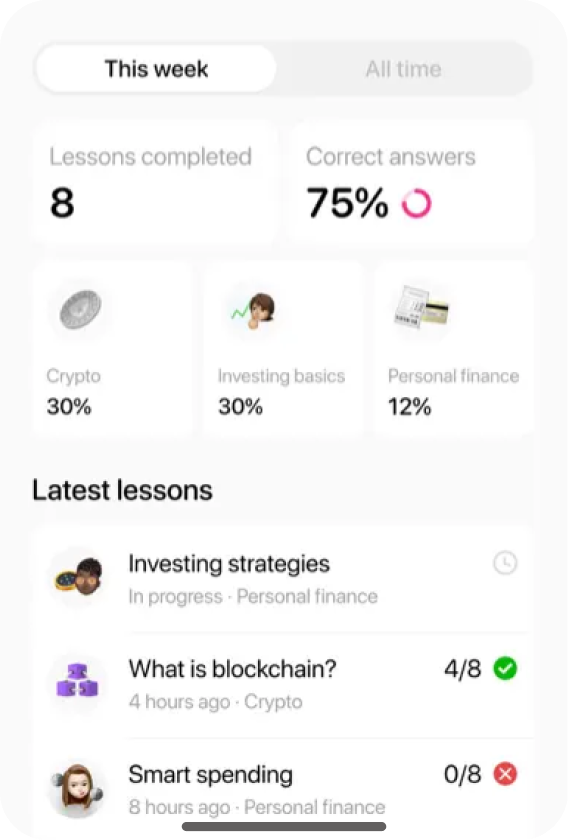 This week
All time
Lessons completed
Correct answers
8
75%
Crypto
Investing basics
Personal finance
30%
30%
12%
Latest lessons
Investing strategies
In progress · Personal finance
What is blockchain?
4/8
4 hours ago · Crypto
Smart spending
0/8
8 hours ago · Personal finance